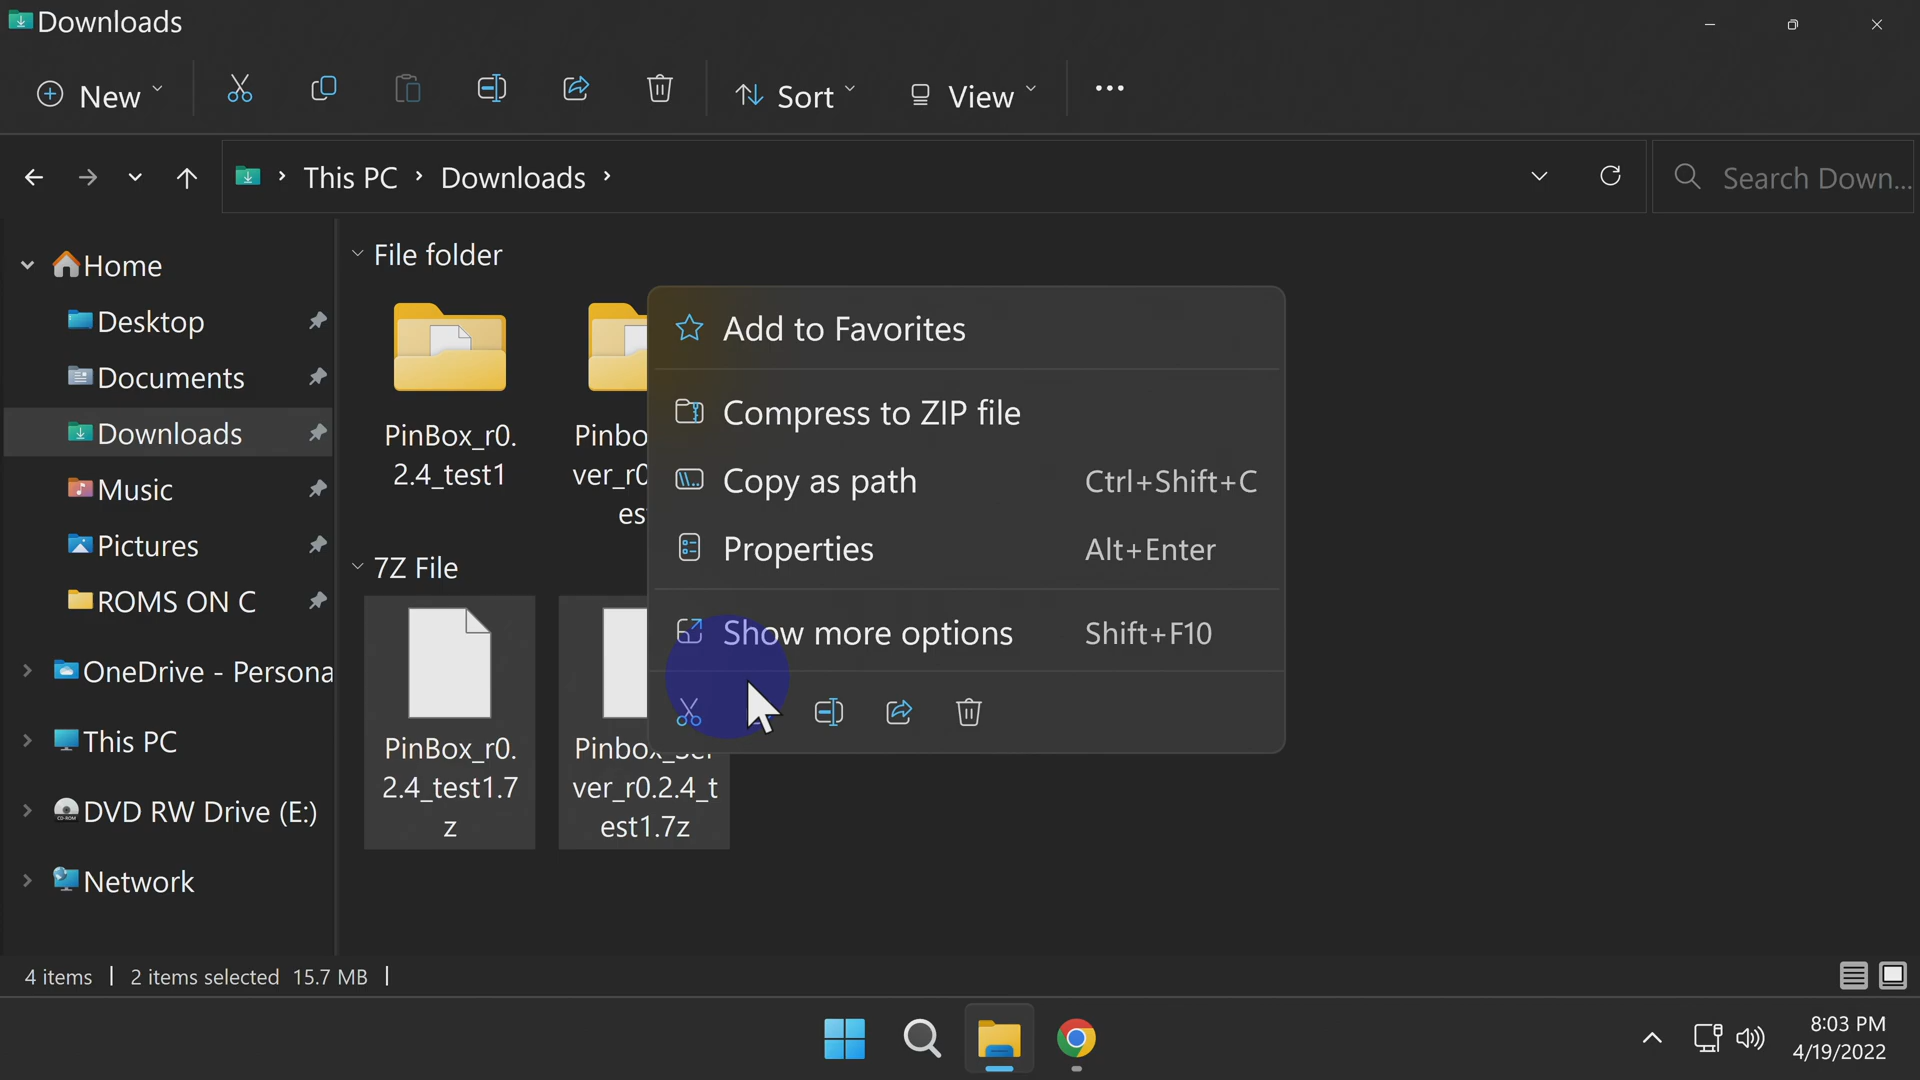 Downloads
New
Sort
View
This PC
Downloads
Search Down...
Home
Desktop
Documents
Downloads
Music
Pictures
ROMS ON C
OneDrive - Persona
This PC
DVD RW Drive (E:)
Network
File folder
PinBox_r0.
2.4_test1
Pinbo
ver_r0
es
7Z File
PinBox_r0.
2.4_test1.7
z
Pinbox_Ser
ver_r0.2.4_t
est1.7z
Add to Favorites
Compress to ZIP file
Copy as path Ctrl+Shift+C
Properties Alt+Enter
Show more options Shift+F10
4 items 2 items selected 15.7 MB
8:03 PM
4/19/2022